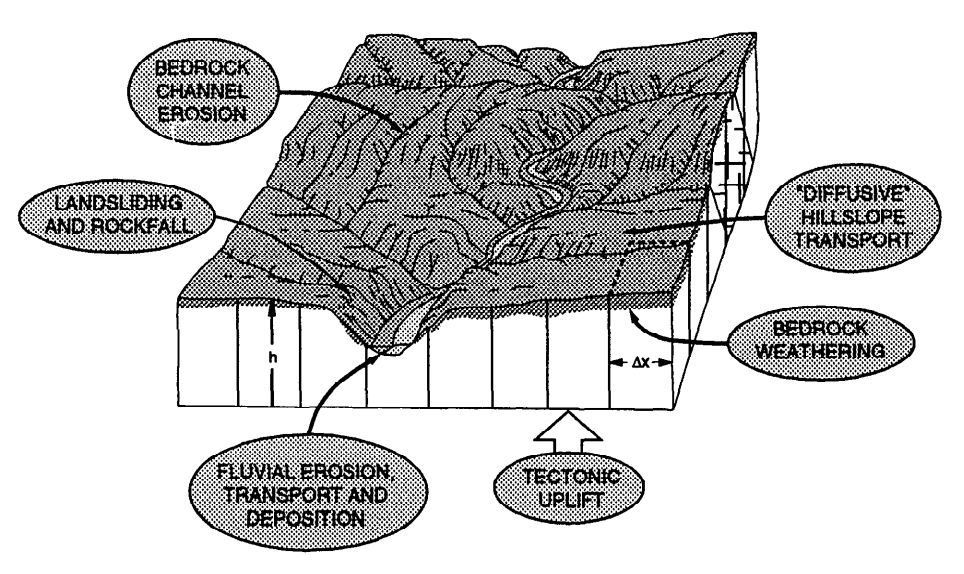 BEDROCK
CHANNEL
EROSION
LANDSLIDING
AND ROCKFALL
"DIFFUSIVE"
HILLSLOPE
TRANSPORT
BEDROCK
WEATHERING
h
Δx
FLUVIAL EROSION,
TRANSPORT AND
DEPOSITION
TECTONIC
UPLIFT